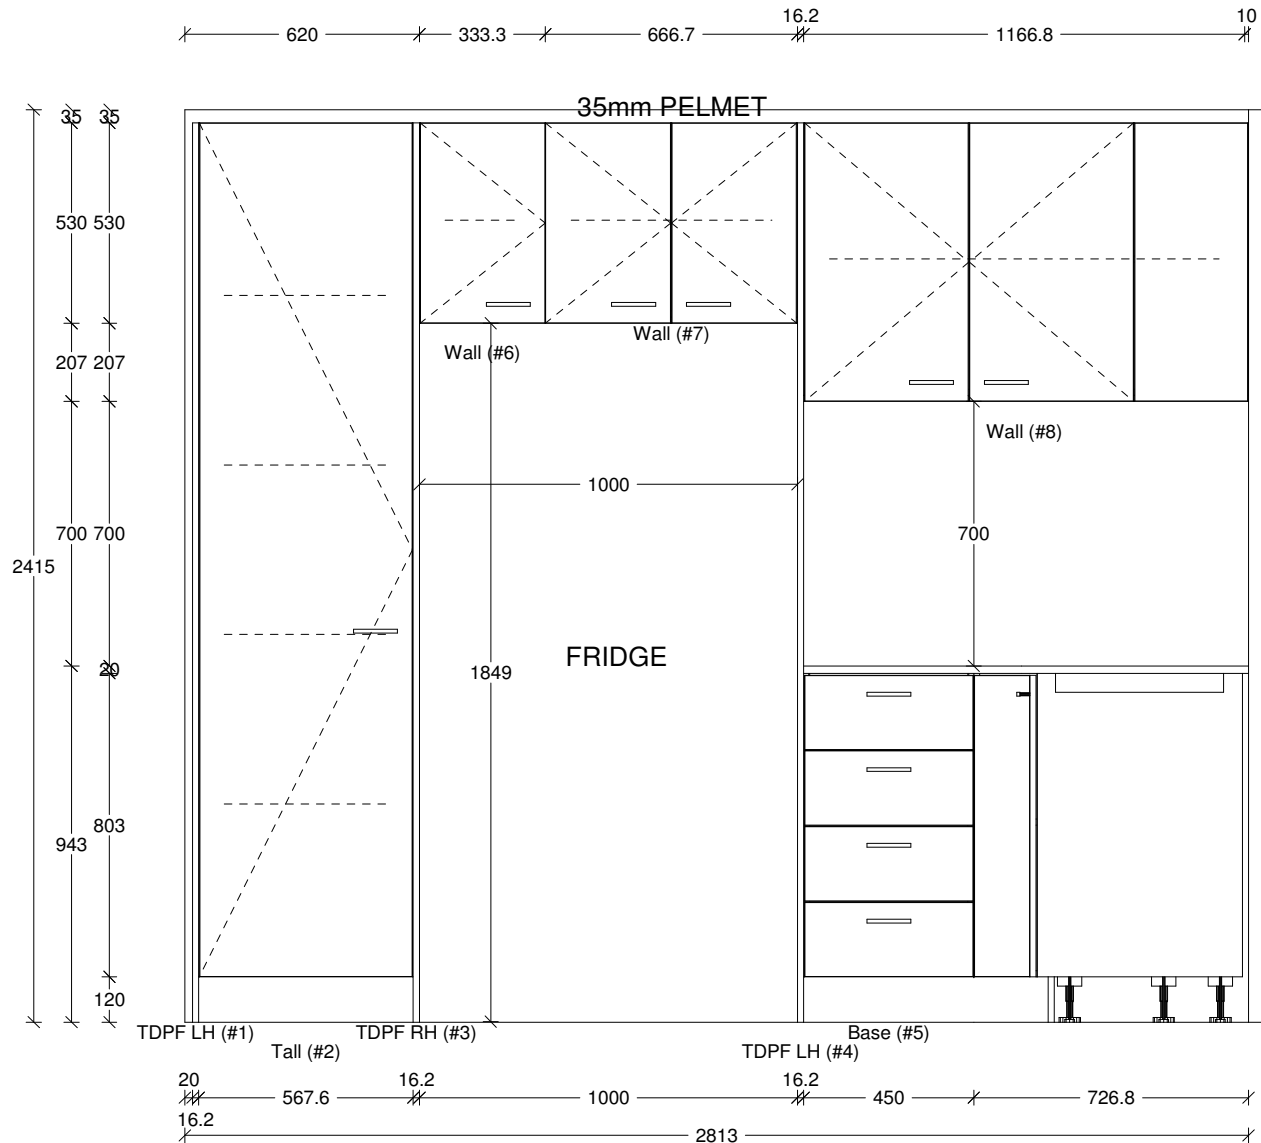 16.2 10
620 333.3 666.7 1166.8
35mm PELMET
35 35
530 530
Wall (#7)
Wall (#6)
207 207
Wall (#8)
1000
700 700 700
2415
FRIDGE
20 1849
943 803
120
TDPF LH (#1) TDPF RH (#3) Base (#5)
Tall (#2) TDPF LH (#4)
20 16.2 16.2
567.6 1000 450 726.8
16.2
2813